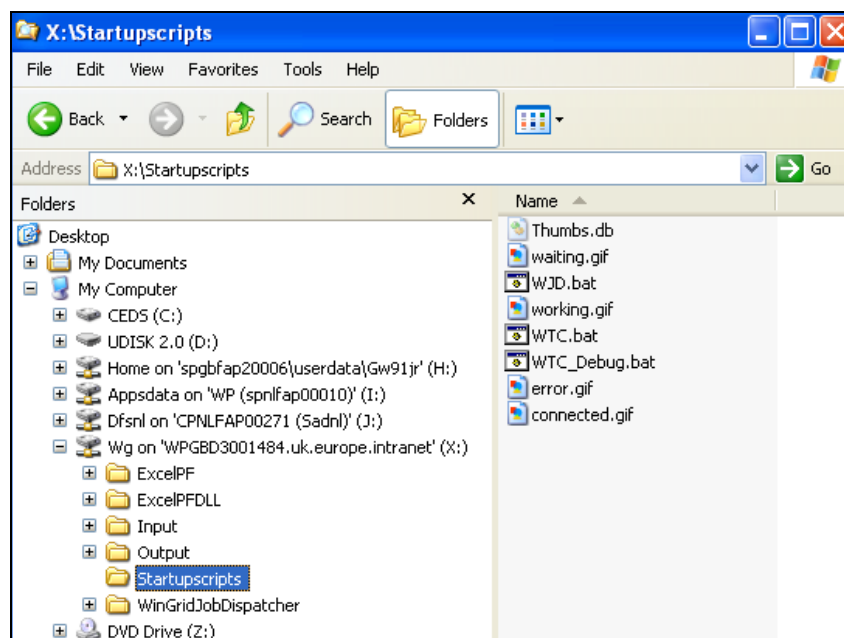 X:\Startupscripts
File Edit View Favorites Tools Help
Back Search Folders
Address X:\Startupscripts Go
Folders
Desktop
My Documents
My Computer
CEDS (C:)
UDISK 2.0 (D:)
Home on 'spgbfap20006\userdata\Gw91jr' (H:)
Appsdata on 'WP (spnlfap00010)' (I:)
Dfsnl on 'CPNLFAP00271 (Sadnl)' (J:)
Wg on 'WPGBD3001484.uk.europe.intranet' (X:)
ExcelPF
ExcelPFDLL
Input
Output
Startupscripts
WinGridJobDispatcher
DVD Drive (Z:)
Name
Thumbs.db
waiting.gif
WJD.bat
working.gif
WTC.bat
WTC_Debug.bat
error.gif
connected.gif